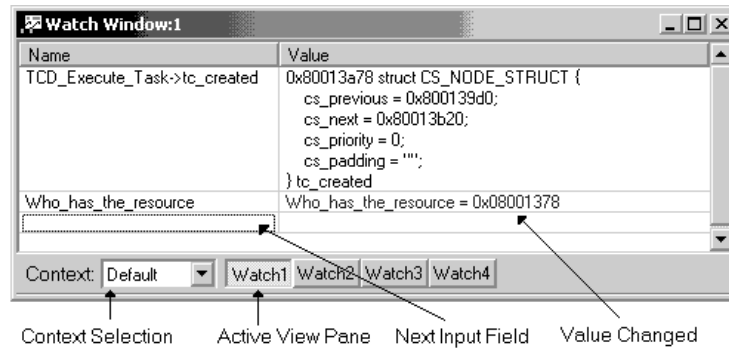 Watch Window:1
Name Value
TCD_Execute_Task->tc_created 0x80013a78 struct CS_NODE_STRUCT {
cs_previous = 0x800139d0;
cs_next = 0x80013b20;
cs_priority = 0;
cs_padding = "";
} tc_created
Who_has_the_resource Who_has_the_resource = 0x08001378
Context: Default Watch1 Watch2 Watch3 Watch4
Context Selection Active View Pane Next Input Field Value Changed